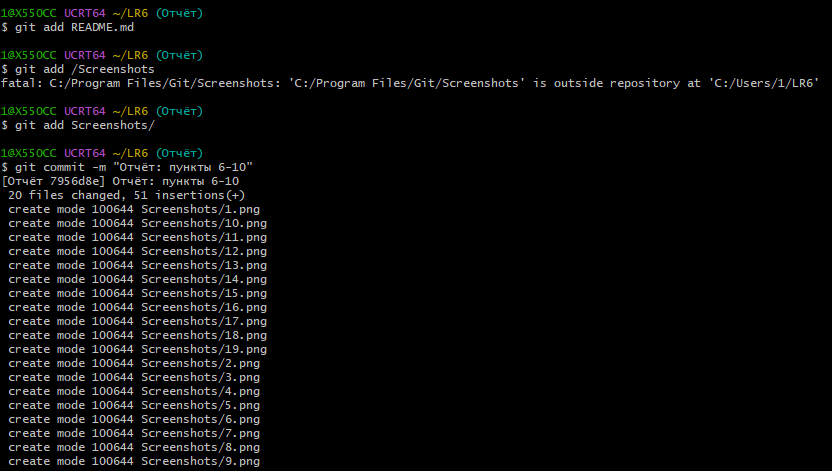 1@X55OCC UCRT64 ~/LR6 (Отчёт)
$ git add README.md
1@X55OCC UCRT64 ~/LR6 (Отчёт)
$ git add /Screenshots
fatal: C:/Program Files/Git/Screenshots: 'C:/Program Files/Git/Screenshots' is outside repository at 'C:/Users/1/LR6'
1@X55OCC UCRT64 ~/LR6 (Отчёт)
$ git add Screenshots/
1@X55OCC UCRT64 ~/LR6 (Отчёт)
$ git commit -m "Отчёт: пункты 6-10"
[Отчёт 7956d8e] Отчёт: пункты 6-10
20 files changed, 51 insertions(+)
create mode 100644 Screenshots/1.png
create mode 100644 Screenshots/10.png
create mode 100644 Screenshots/11.png
create mode 100644 Screenshots/12.png
create mode 100644 Screenshots/13.png
create mode 100644 Screenshots/14.png
create mode 100644 Screenshots/15.png
create mode 100644 Screenshots/16.png
create mode 100644 Screenshots/17.png
create mode 100644 Screenshots/18.png
create mode 100644 Screenshots/19.png
create mode 100644 Screenshots/2.png
create mode 100644 Screenshots/3.png
create mode 100644 Screenshots/4.png
create mode 100644 Screenshots/5.png
create mode 100644 Screenshots/6.png
create mode 100644 Screenshots/7.png
create mode 100644 Screenshots/8.png
create mode 100644 Screenshots/9.png